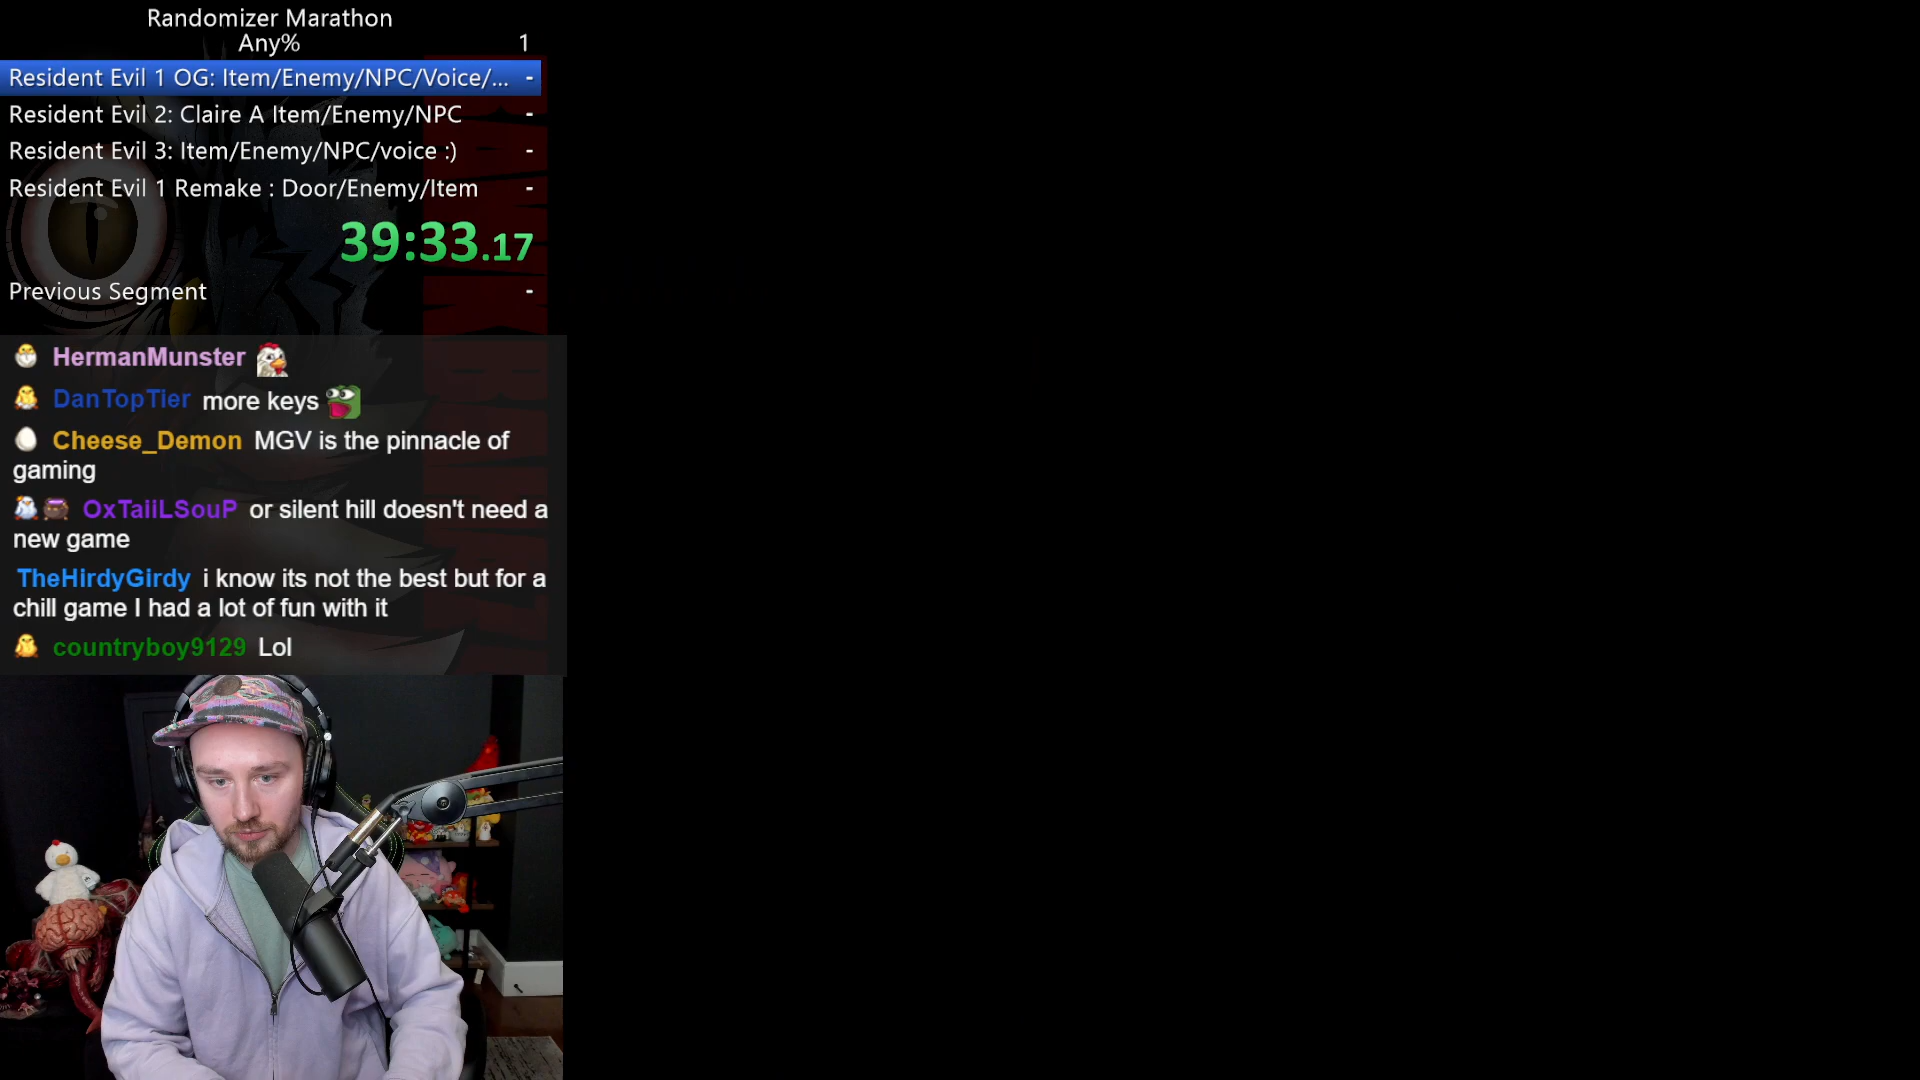 Randomizer Marathon
Any% 1
Resident Evil 1 OG: Item/Enemy/NPC/Voice/... -
Resident Evil 2: Claire A Item/Enemy/NPC -
Resident Evil 3: Item/Enemy/NPC/voice :) -
Resident Evil 1 Remake : Door/Enemy/Item -
39:33.17
Previous Segment -
HermanMunster
DanTopTier more keys
Cheese_Demon MGV is the pinnacle of
gaming
OxTaiiLSouP or silent hill doesn't need a
new game
TheHirdyGirdy i know its not the best but for a
chill game I had a lot of fun with it
countryboy9129 Lol